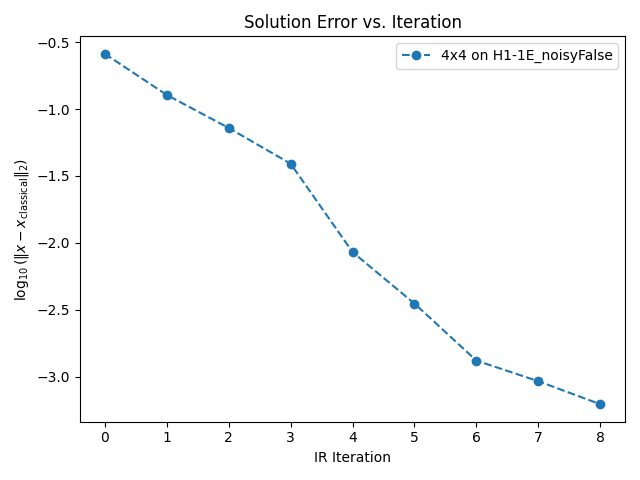 Solution Error vs. Iteration
4x4 on H1-1E_noisyFalse
−0.5
−1.0
−1.5
−2.0
−2.5
−3.0
log₁₀(‖x − x_classical‖₂)
0 1 2 3 4 5 6 7 8
IR Iteration